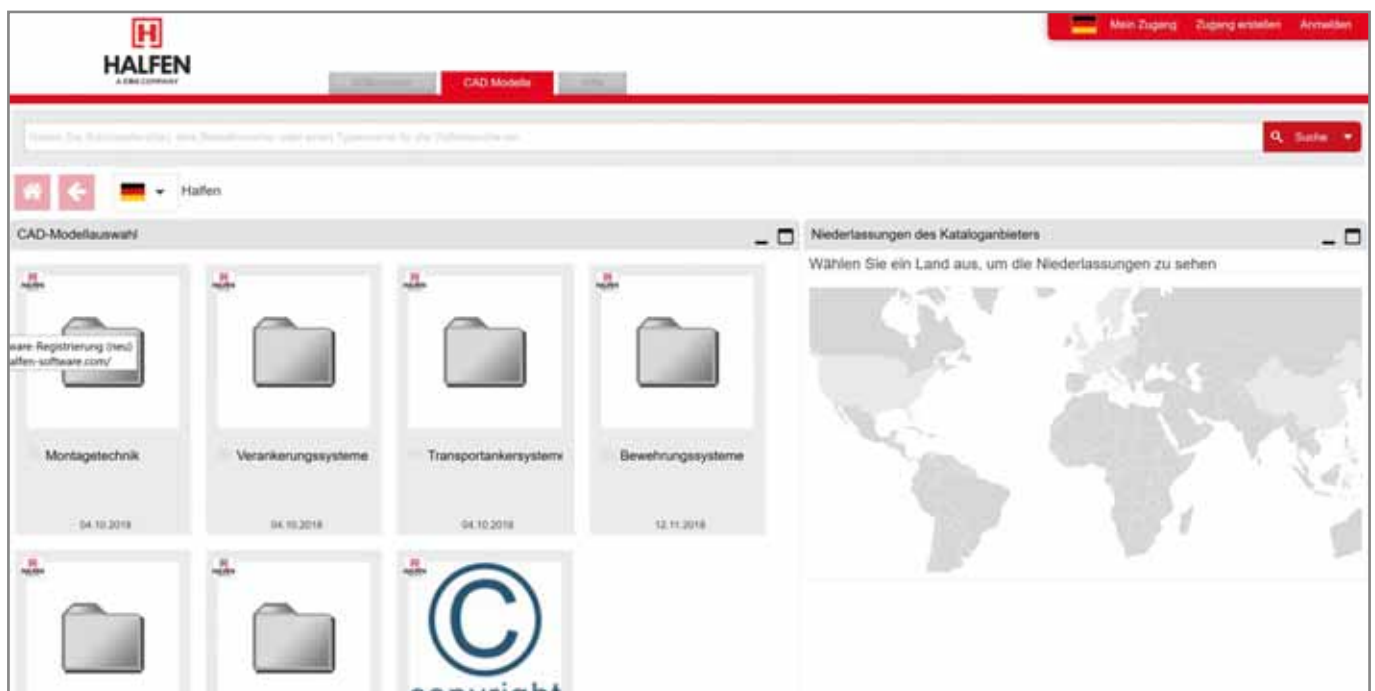 Mein Zugang Zugang erstellen Anmelden
HALFEN
A CRH COMPANY
CAD Modelle
Suche
Halfen
CAD-Modellauswahl
Niederlassungen des Kataloganbieters
Wählen Sie ein Land aus, um die Niederlassungen zu sehen
ware-Registrierung (neu)
alfen-software.com/
Montagetechnik
Verankerungssysteme
Transportankersysteme
Bewehrungssysteme
04.10.2018
04.10.2018
04.10.2018
12.11.2018
copyright